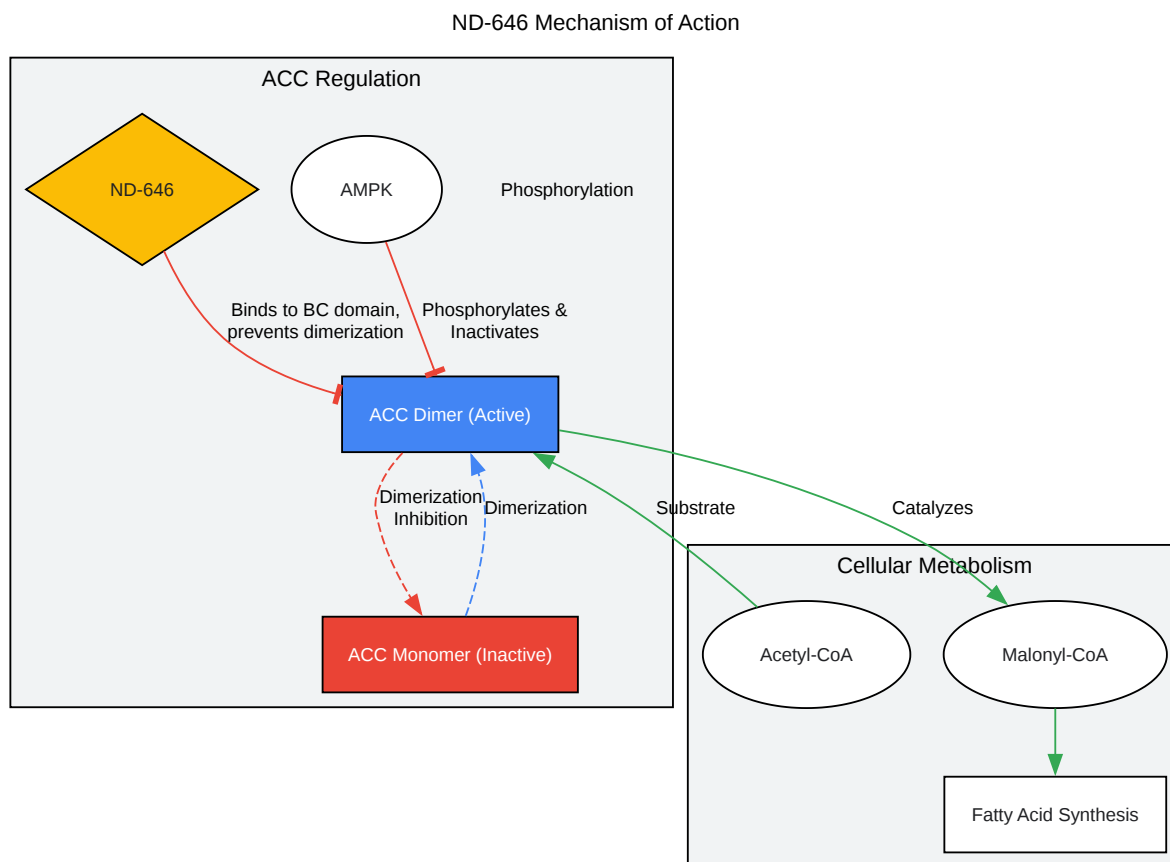 ND-646 Mechanism of Action
ACC Regulation
ND-646
AMPK
Phosphorylation
Binds to BC domain,
prevents dimerization
Phosphorylates &
Inactivates
ACC Dimer (Active)
Dimerization
Inhibition
Dimerization
Substrate
Catalyzes
Cellular Metabolism
ACC Monomer (Inactive)
Acetyl-CoA
Malonyl-CoA
Fatty Acid Synthesis